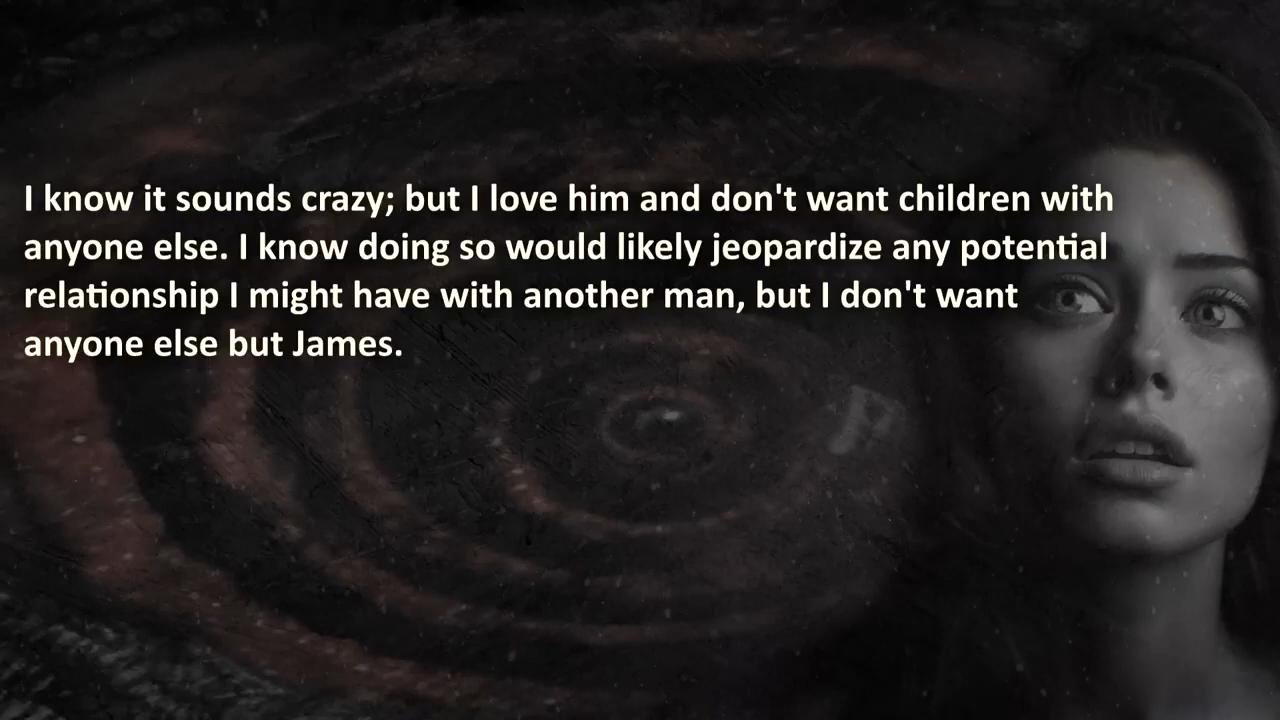 I know it sounds crazy; but I love him and don't want children with
anyone else. I know doing so would likely jeopardize any potential
relationship I might have with another man, but I don't want
anyone else but James.